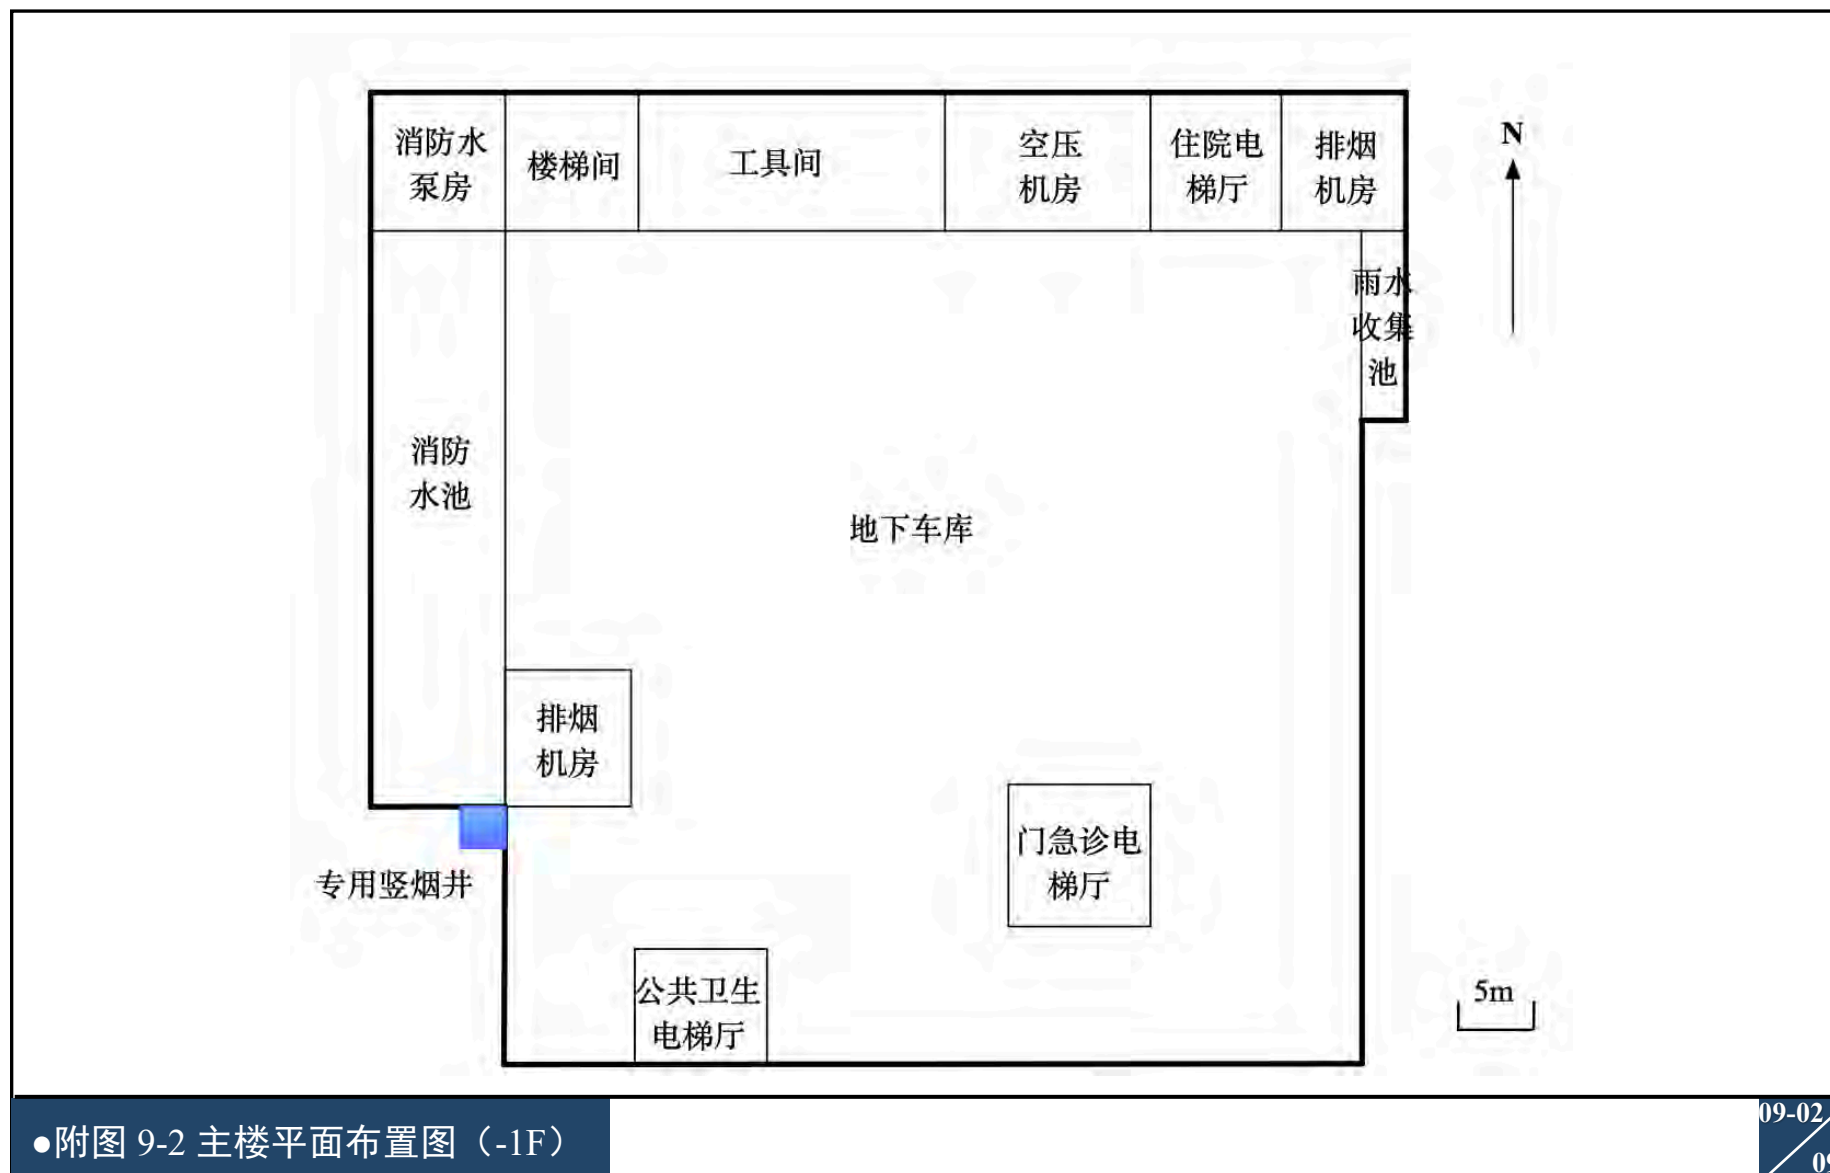 消防水
泵房
楼梯间
工具间
空压
机房
住院电
梯厅
排烟
机房
N
雨水
收集
池
消防
水池
地下车库
排烟
机房
门急诊电
梯厅
专用竖烟井
公共卫生
电梯厅
5m
●附图 9-2 主楼平面布置图（-1F）
09-02